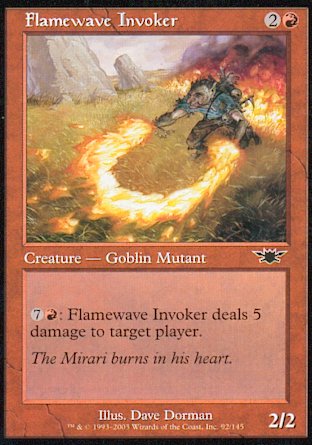 Flamewave Invoker 2
Creature — Goblin Mutant
7 : Flamewave Invoker deals 5
damage to target player.
The Mirari burns in his heart.
Illus. Dave Dorman
™ & © 1993-2003 Wizards of the Coast, Inc. 92/145
2/2